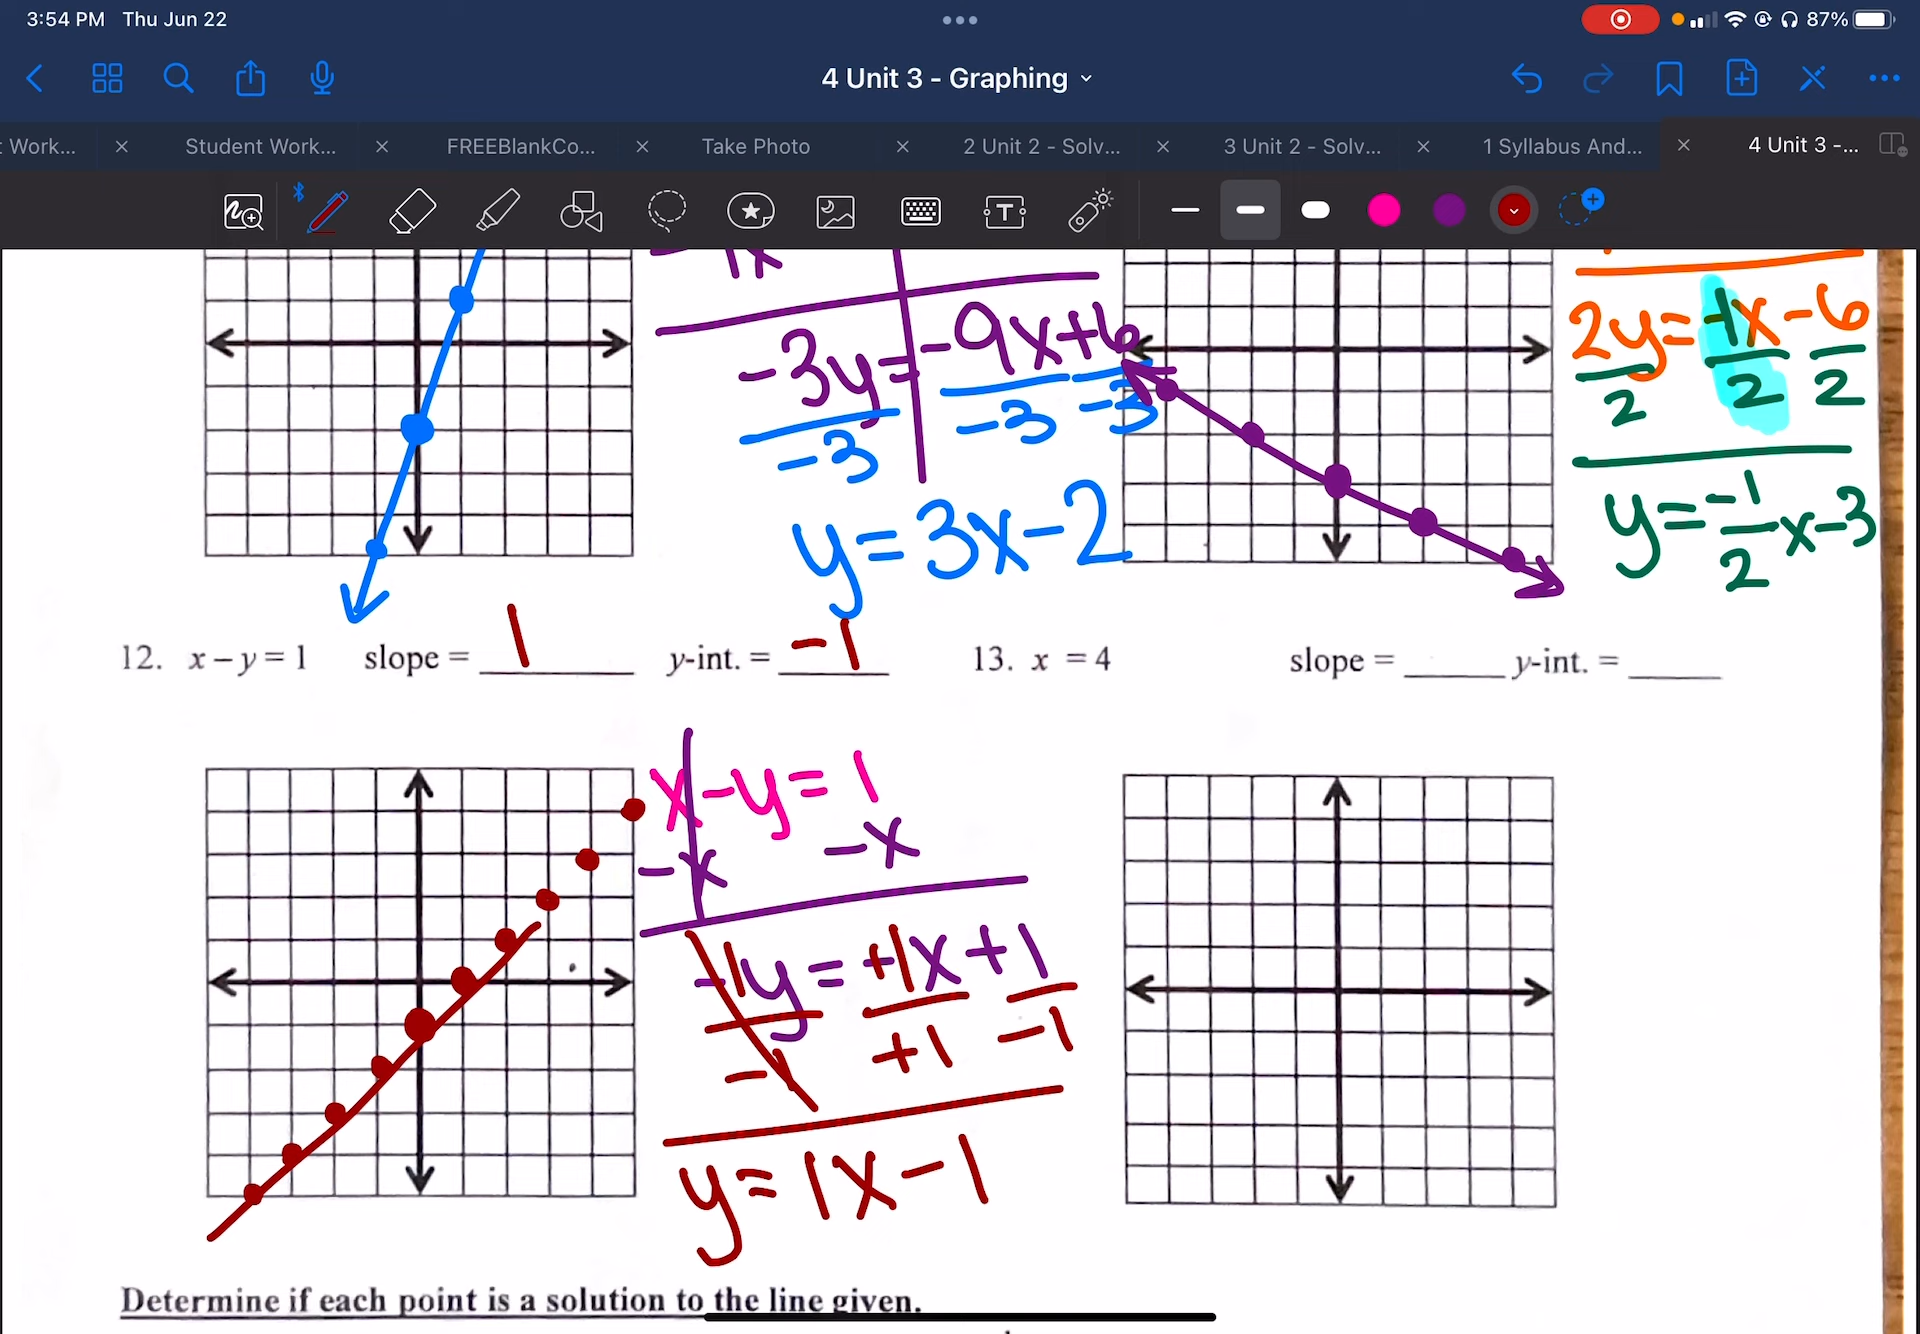 3:54 PM Thu Jun 22
87%
4 Unit 3 - Graphing
: Work...
Student Work...
FREEBlankCo...
Take Photo
2 Unit 2 - Solv...
3 Unit 2 - Solv...
1 Syllabus And...
4 Unit 3 -...
-3y = -9x + 6
-3 -3 -3
y = 3x - 2
2y = -1x - 6
2 2 2
y = -1/2 x - 3
12. x - y = 1 slope = 1 y-int. = -1
13. x = 4 slope = ______ y-int. = ______
x - y = 1
-x -x
-1y = +1x + 1
-1 +1 -1
y = 1x - 1
Determine if each point is a solution to the line given.